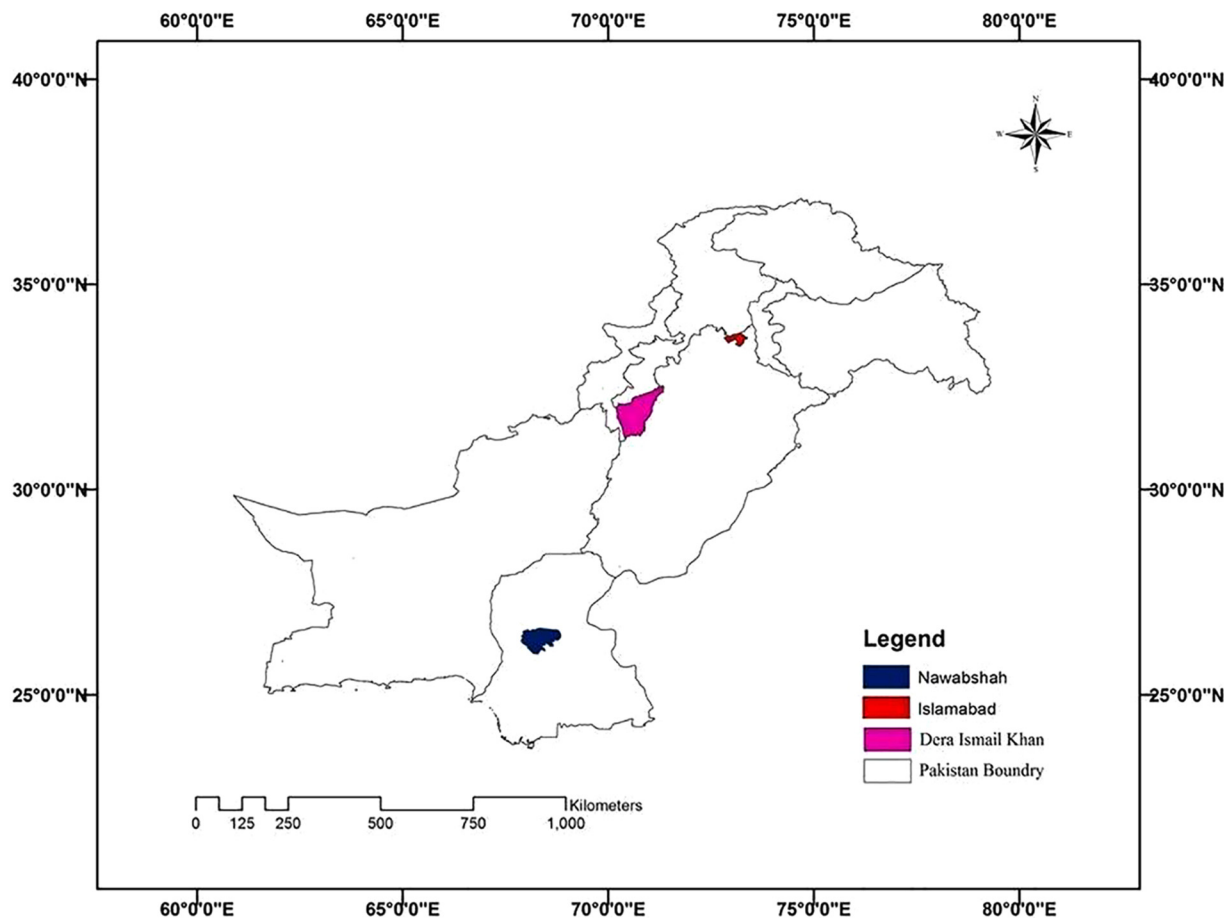 60°0'0"E 65°0'0"E 70°0'0"E 75°0'0"E 80°0'0"E
40°0'0"N 40°0'0"N
N
W E
S
35°0'0"N 35°0'0"N
30°0'0"N 30°0'0"N
Legend
Nawabshah
25°0'0"N 25°0'0"N
Islamabad
Dera Ismail Khan
Pakistan Boundry
Kilometers
0 125 250 500 750 1,000
60°0'0"E 65°0'0"E 70°0'0"E 75°0'0"E 80°0'0"E